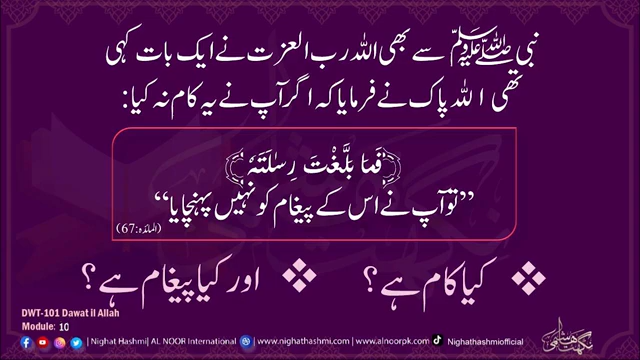 نبی ﷺ سے بھی اللہ رب العزت نے ایک بات کہی
تھی اللہ پاک نے فرمایا کہ اگر آپ نے یہ کام نہ کیا:
﴿فَمَا بَلَّغْتَ رِسٰلَتَهٗ﴾
”تو آپ نے اس کے پیغام کو نہیں پہنچایا“
(المائدہ:67)
❖ کیا کام ہے؟ ❖ اور کیا پیغام ہے؟
DWT-101 Dawat il Allah
Module: 10
| Nighat Hashmi| AL NOOR International | www.nighathashmi.com | www.alnoorpk.com Nighathashmiofficial
نگہت ہاشمی